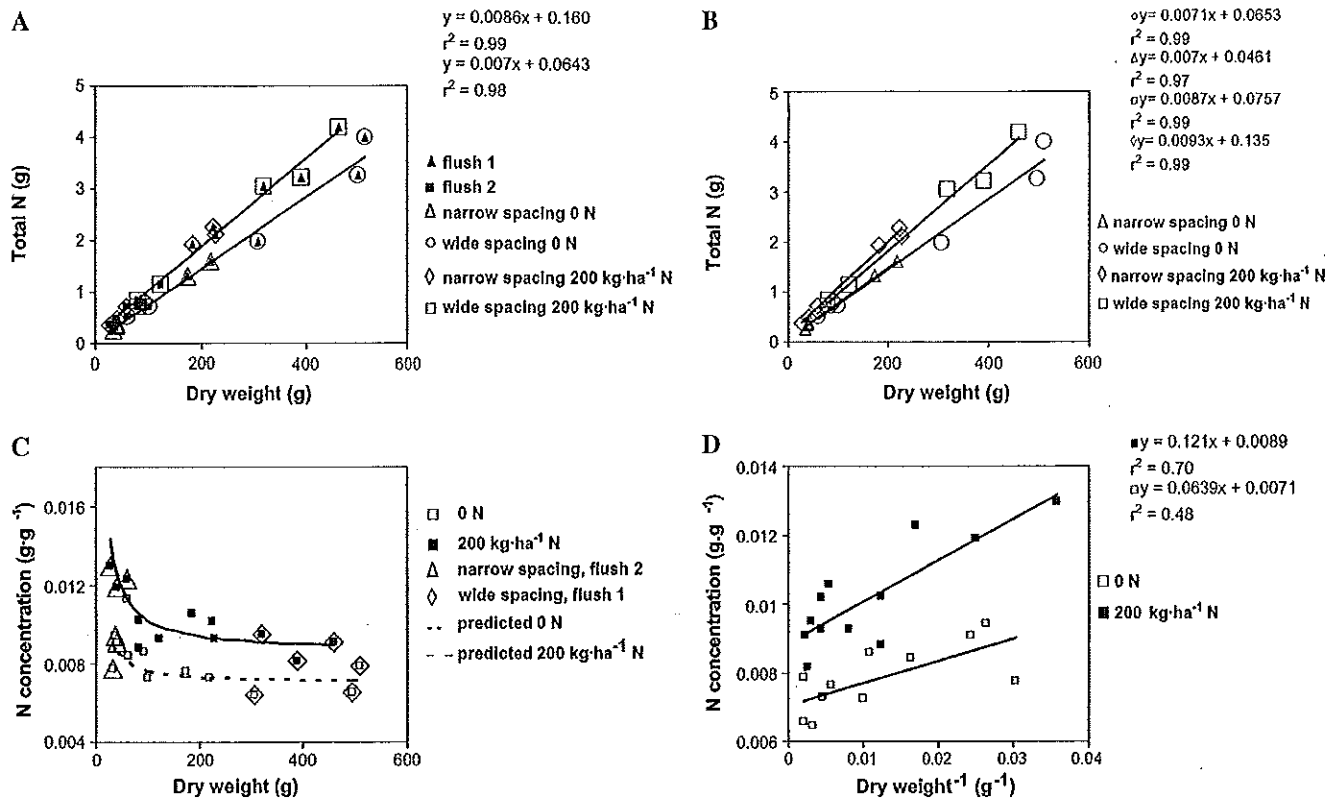 A
y = 0.0086x + 0.160
r² = 0.99
y = 0.007x + 0.0643
r² = 0.98
5
4
3
2
1
0
Total N (g)
0 200 400 600
Dry weight (g)
▲ flush 1
■ flush 2
△ narrow spacing 0 N
○ wide spacing 0 N
◇ narrow spacing 200 kg·ha⁻¹ N
□ wide spacing 200 kg·ha⁻¹ N
B
○y= 0.0071x + 0.0653
r² = 0.99
△y= 0.007x + 0.0461
r² = 0.97
□y= 0.0087x + 0.0757
r² = 0.99
◇y= 0.0093x + 0.135
r² = 0.99
5
4
3
2
1
0
Total N (g)
0 200 400 600
Dry weight (g)
△ narrow spacing 0 N
○ wide spacing 0 N
◇ narrow spacing 200 kg·ha⁻¹ N
□ wide spacing 200 kg·ha⁻¹ N
C
0.016
0.012
0.008
0.004
N concentration (g·g⁻¹)
0 200 400 600
Dry weight (g)
□ 0 N
■ 200 kg·ha⁻¹ N
△ narrow spacing, flush 2
◇ wide spacing, flush 1
predicted 0 N
predicted 200 kg·ha⁻¹ N
D
■y = 0.121x + 0.0089
r² = 0.70
□y = 0.0639x + 0.0071
r² = 0.48
0.014
0.012
0.01
0.008
0.006
N concentration (g.g⁻¹)
0 0.01 0.02 0.03 0.04
Dry weight⁻¹ (g⁻¹)
□ 0 N
■ 200 kg·ha⁻¹ N